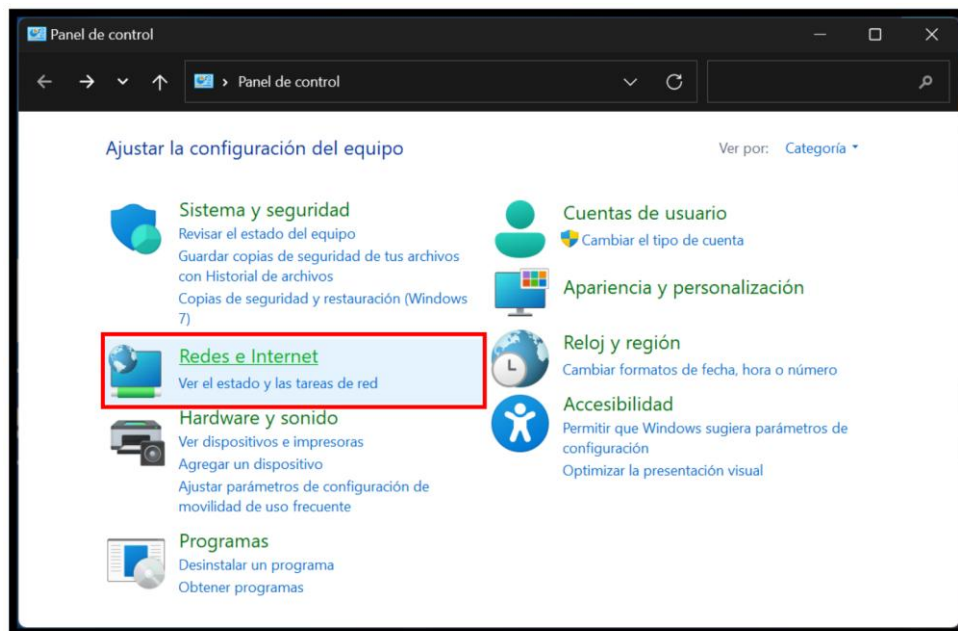 Panel de control
Panel de control
Ajustar la configuración del equipo
Ver por: Categoría
Sistema y seguridad
Revisar el estado del equipo
Guardar copias de seguridad de tus archivos
con Historial de archivos
Copias de seguridad y restauración (Windows
7)
Redes e Internet
Ver el estado y las tareas de red
Hardware y sonido
Ver dispositivos e impresoras
Agregar un dispositivo
Ajustar parámetros de configuración de
movilidad de uso frecuente
Programas
Desinstalar un programa
Obtener programas
Cuentas de usuario
Cambiar el tipo de cuenta
Apariencia y personalización
Reloj y región
Cambiar formatos de fecha, hora o número
Accesibilidad
Permitir que Windows sugiera parámetros de
configuración
Optimizar la presentación visual